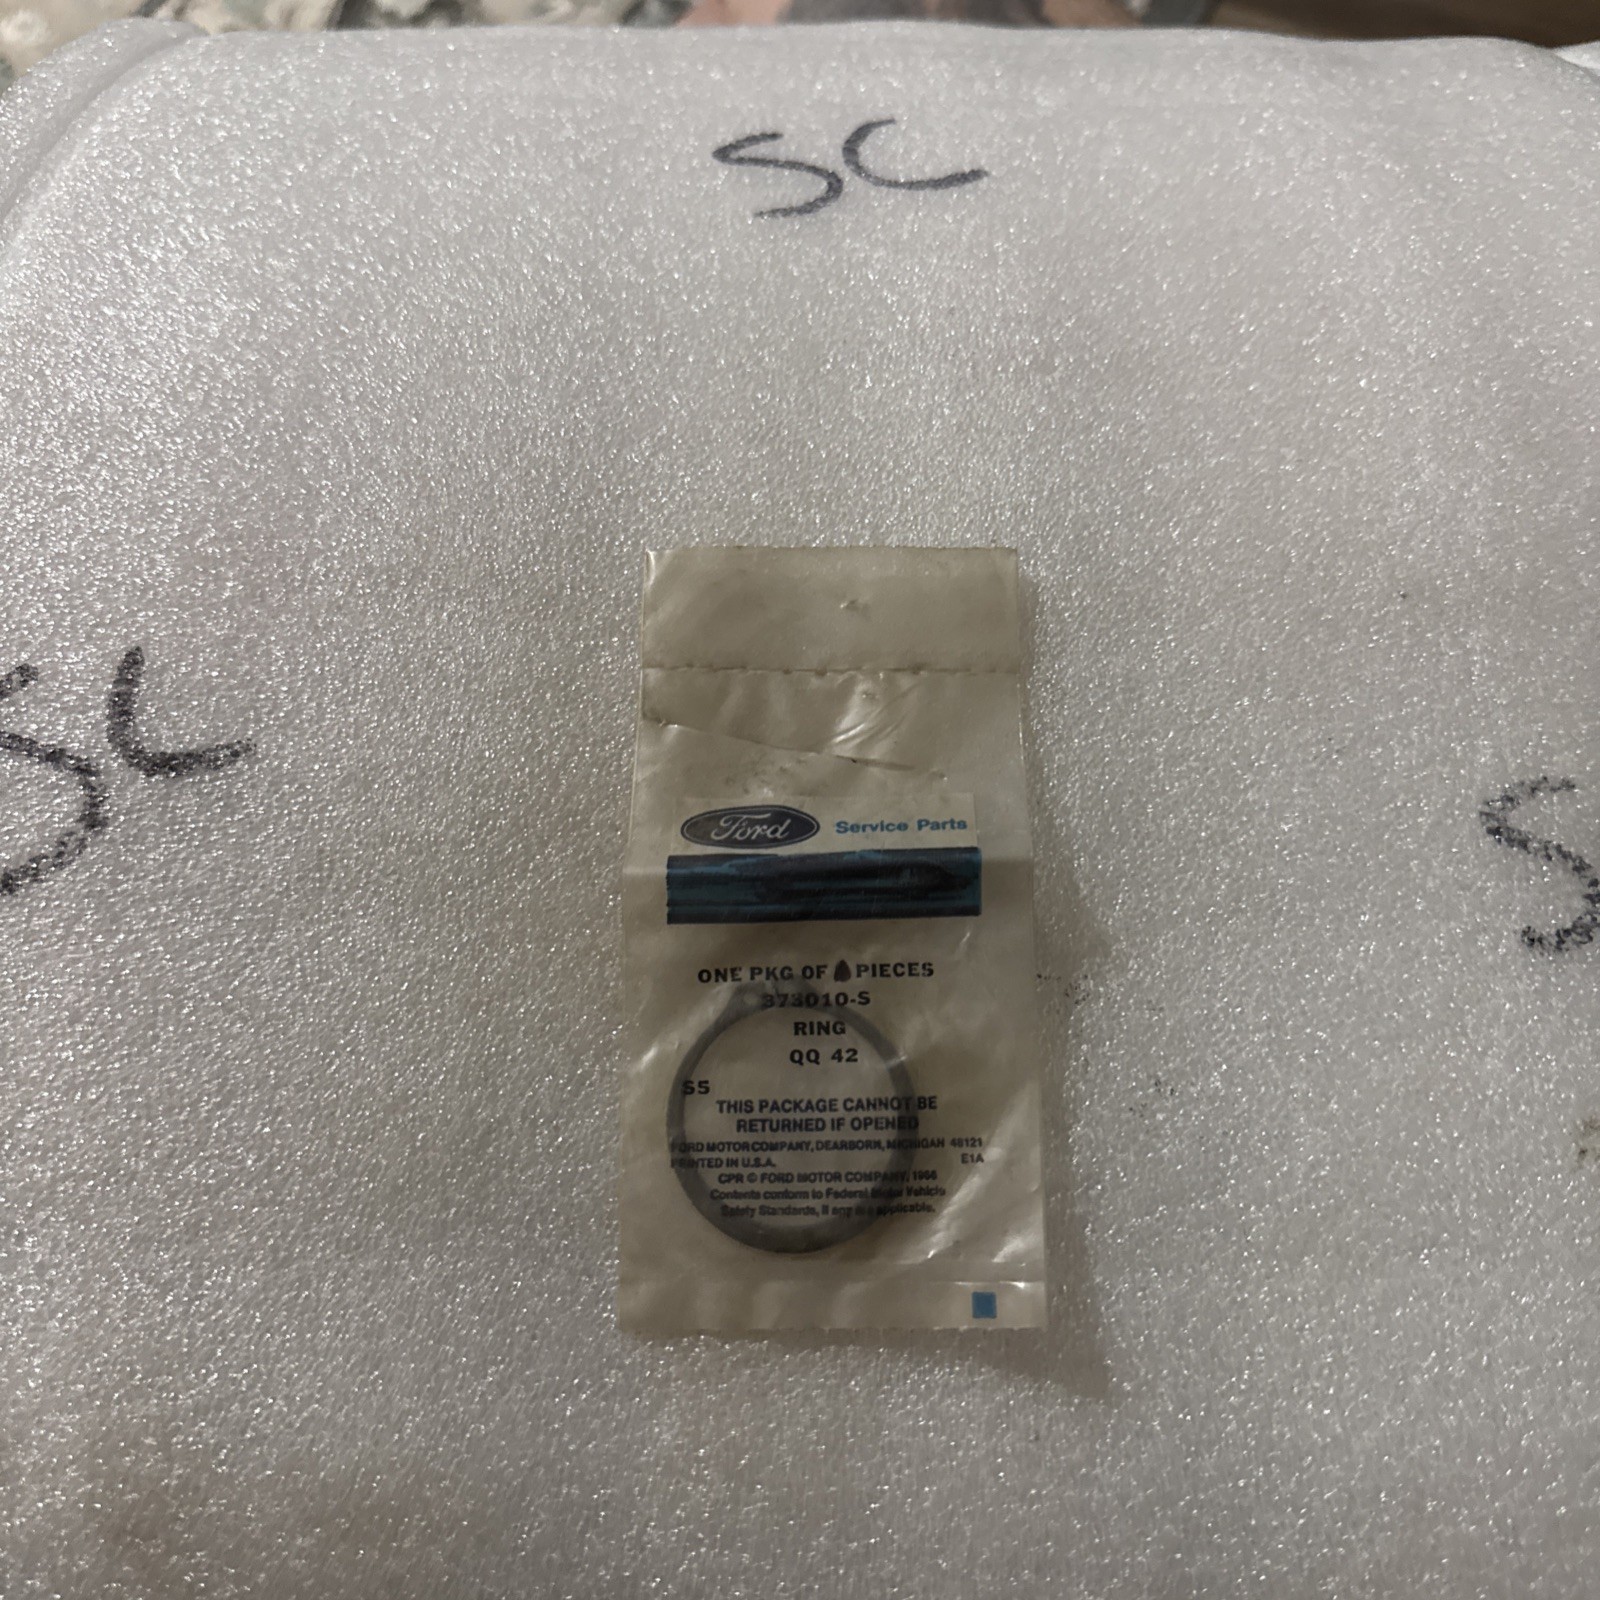 SC
SC
S
Ford Service Parts
ONE PKG OF PIECES
373010-S
RING
QQ 42
S5
THIS PACKAGE CANNOT BE
RETURNED IF OPENED
FORD MOTOR COMPANY, DEARBORN, MICHIGAN 48121
PRINTED IN U.S.A. E1A
CPR © FORD MOTOR COMPANY, 1986
Contents conform to Federal Motor Vehicle
Safety Standards, if any are applicable.